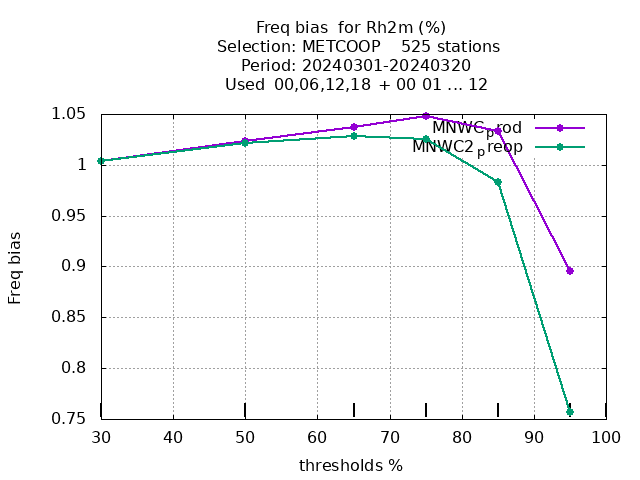 Freq bias  for Rh2m (%)
Selection: METCOOP    525 stations
Period: 20240301-20240320
Used  00,06,12,18 + 00 01 ... 12
1.05
1
0.95
0.9
0.85
0.8
0.75
Freq bias
MNWC_prod
MNWC2_preop
30 40 50 60 70 80 90 100
thresholds %